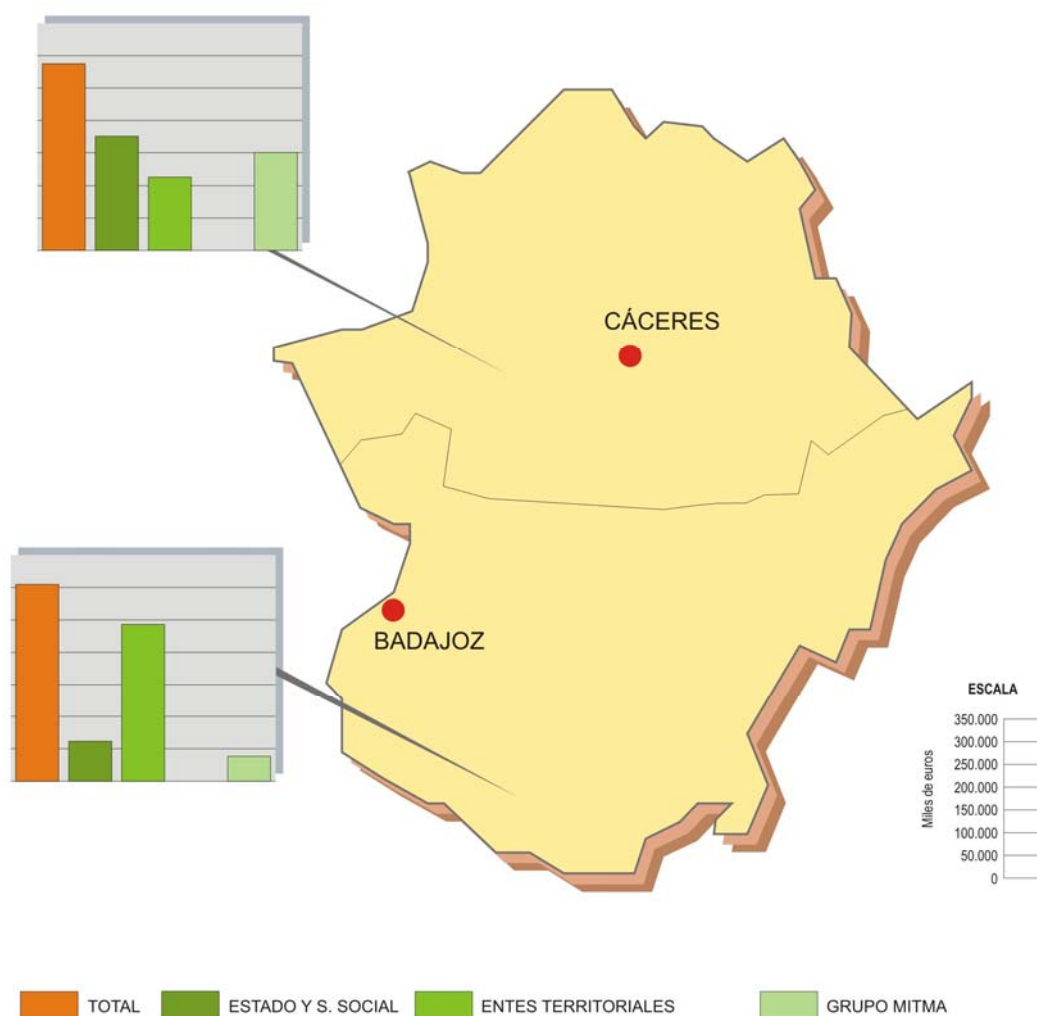 CÁCERES
BADAJOZ
ESCALA
Miles de euros
350.000
300.000
250.000
200.000
150.000
100.000
50.000
0
TOTAL
ESTADO Y S. SOCIAL
ENTES TERRITORIALES
GRUPO MITMA